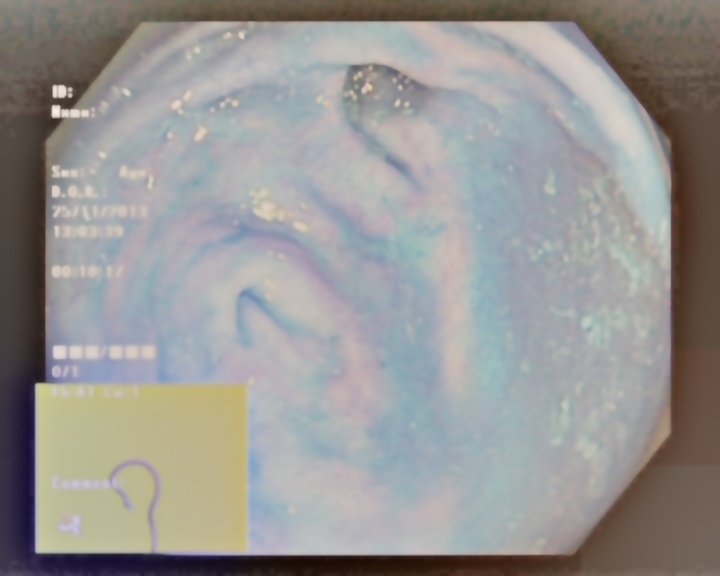 ID:
Name:
Sex: Age:
D.O.B.:
25/11/2013
13:03:39
00:10:17
0/1
Comment: